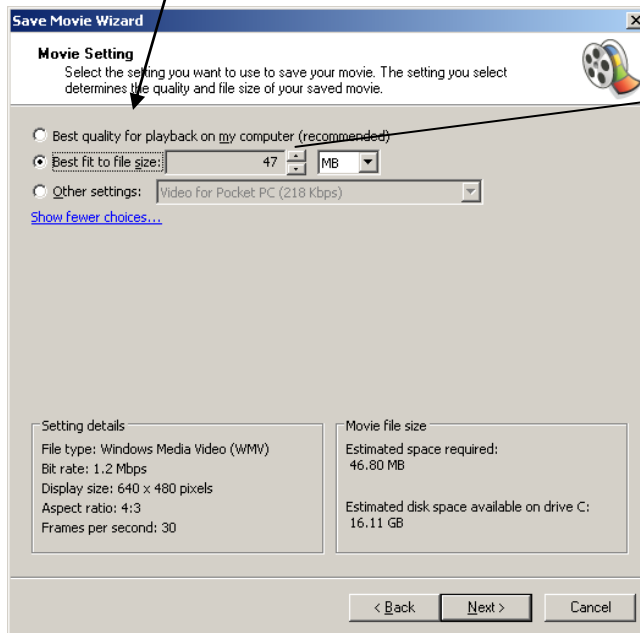 Save Movie Wizard
Movie Setting
Select the setting you want to use to save your movie. The setting you select
determines the quality and file size of your saved movie.
Best quality for playback on my computer (recommended)
Best fit to file size: 47 MB
Other settings: Video for Pocket PC (218 Kbps)
Show fewer choices...
Setting details
File type: Windows Media Video (WMV)
Bit rate: 1.2 Mbps
Display size: 640 x 480 pixels
Aspect ratio: 4:3
Frames per second: 30
Movie file size
Estimated space required:
46.80 MB
Estimated disk space available on drive C:
16.11 GB
< Back Next > Cancel